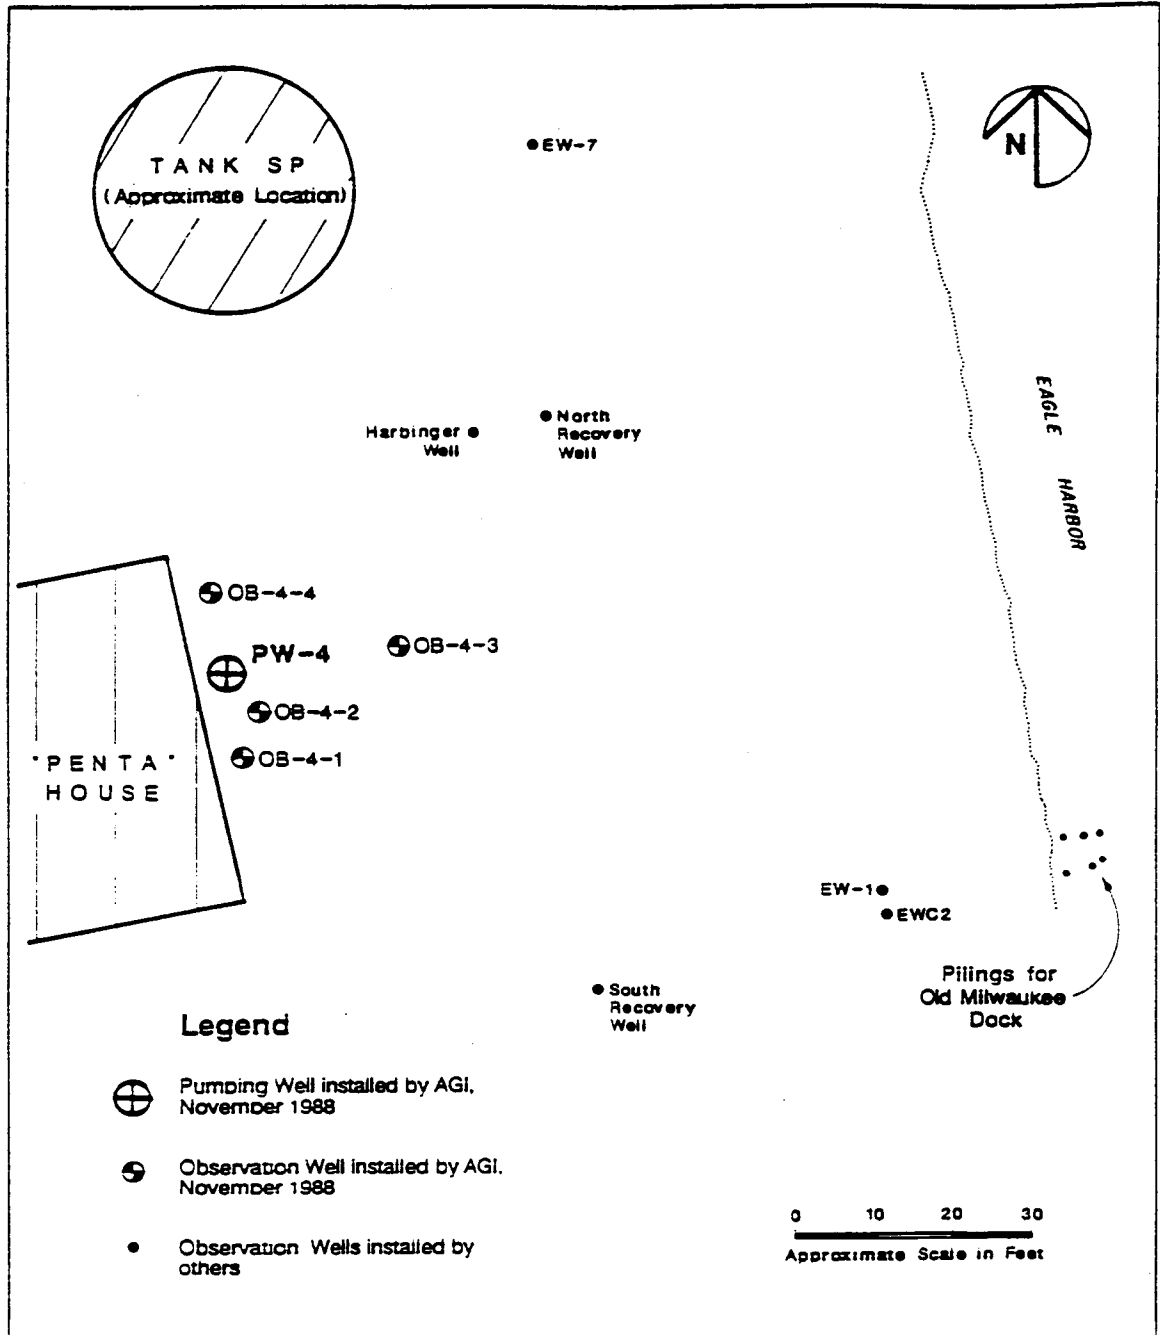 TANK SP
(Approximate Location)
EW-7
N
EAGLE
HARBOR
Harbinger
Well
North
Recovery
Well
OB-4-4
PW-4
OB-4-3
OB-4-2
OB-4-1
"PENTA"
HOUSE
EW-1
EWC2
South
Recovery
Well
Pilings for
Old Milwaukee
Dock
Legend
Pumping Well installed by AGI,
November 1988
Observation Well installed by AGI,
November 1988
Observation Wells installed by
others
0 10 20 30
Approximate Scale in Feet